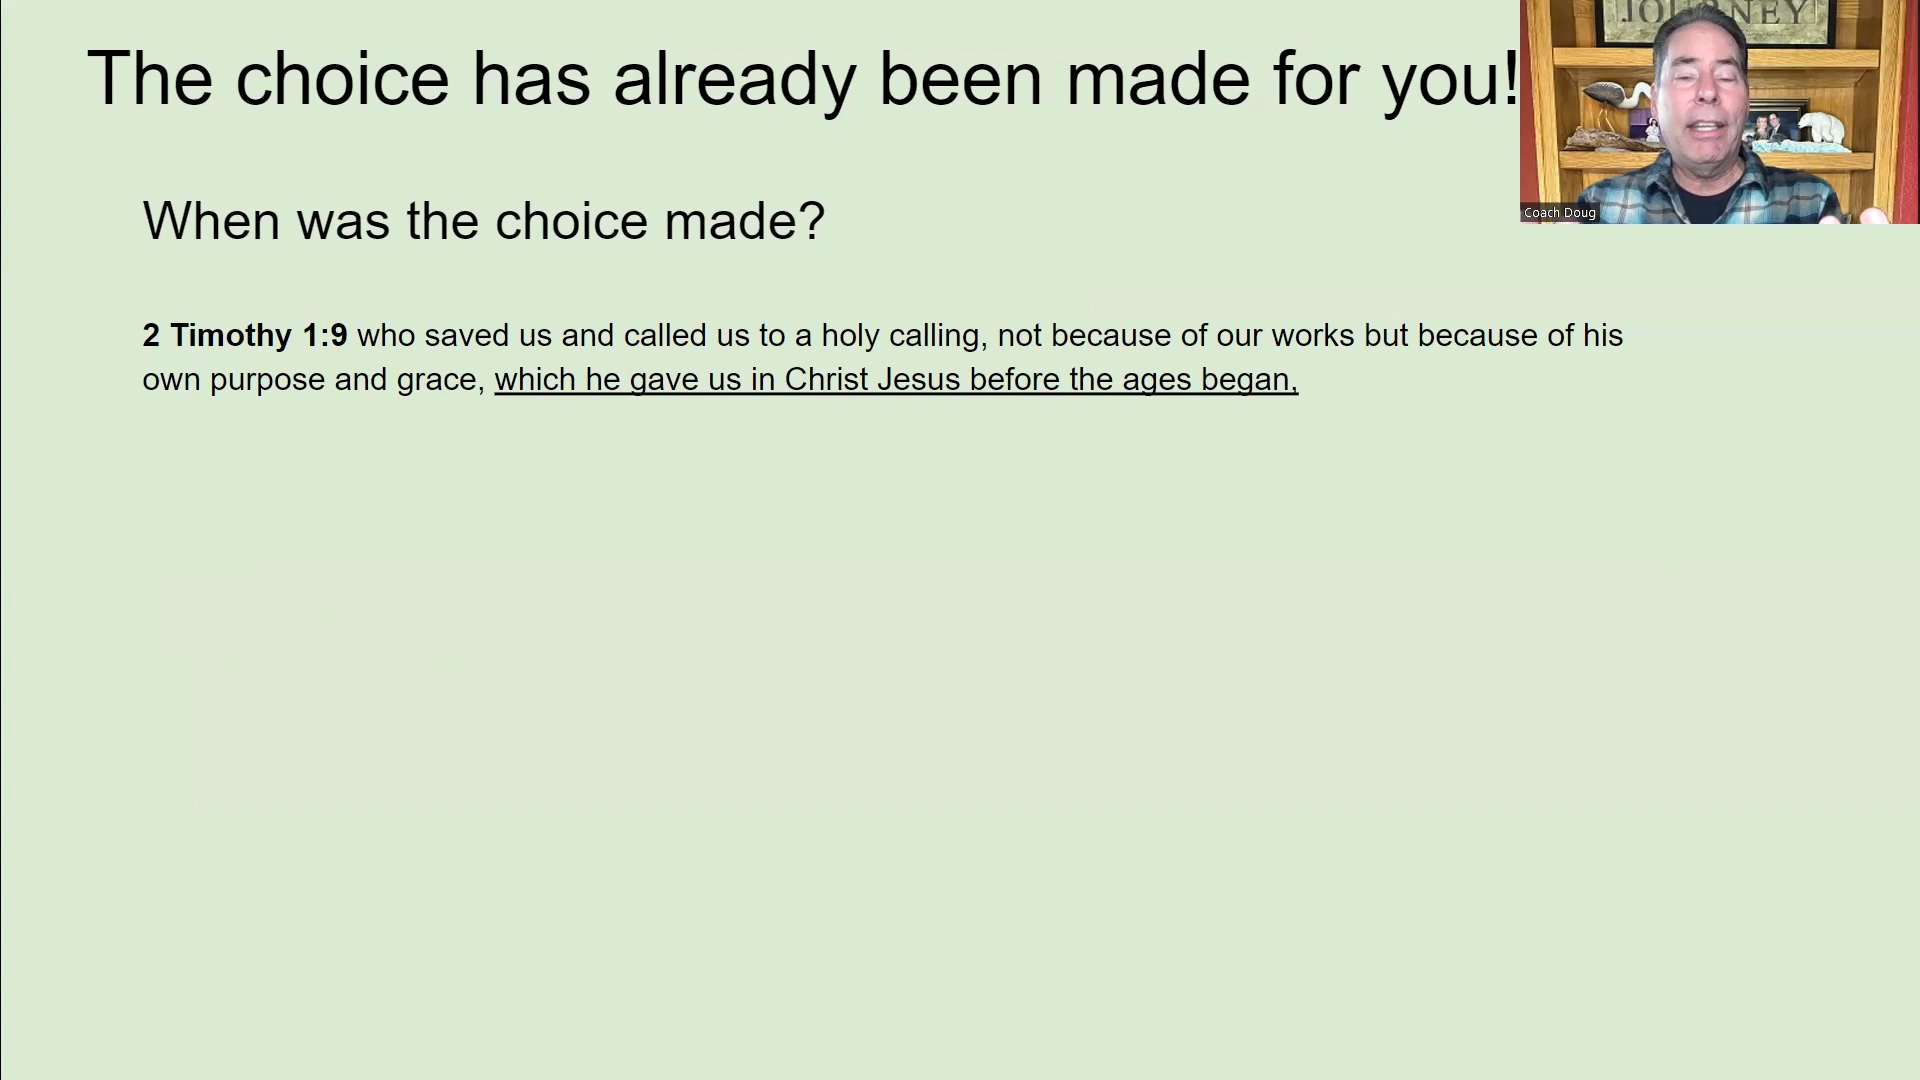 The choice has already been made for you!
JOURNEY
Coach Doug
When was the choice made?
2 Timothy 1:9 who saved us and called us to a holy calling, not because of our works but because of his
own purpose and grace, which he gave us in Christ Jesus before the ages began,